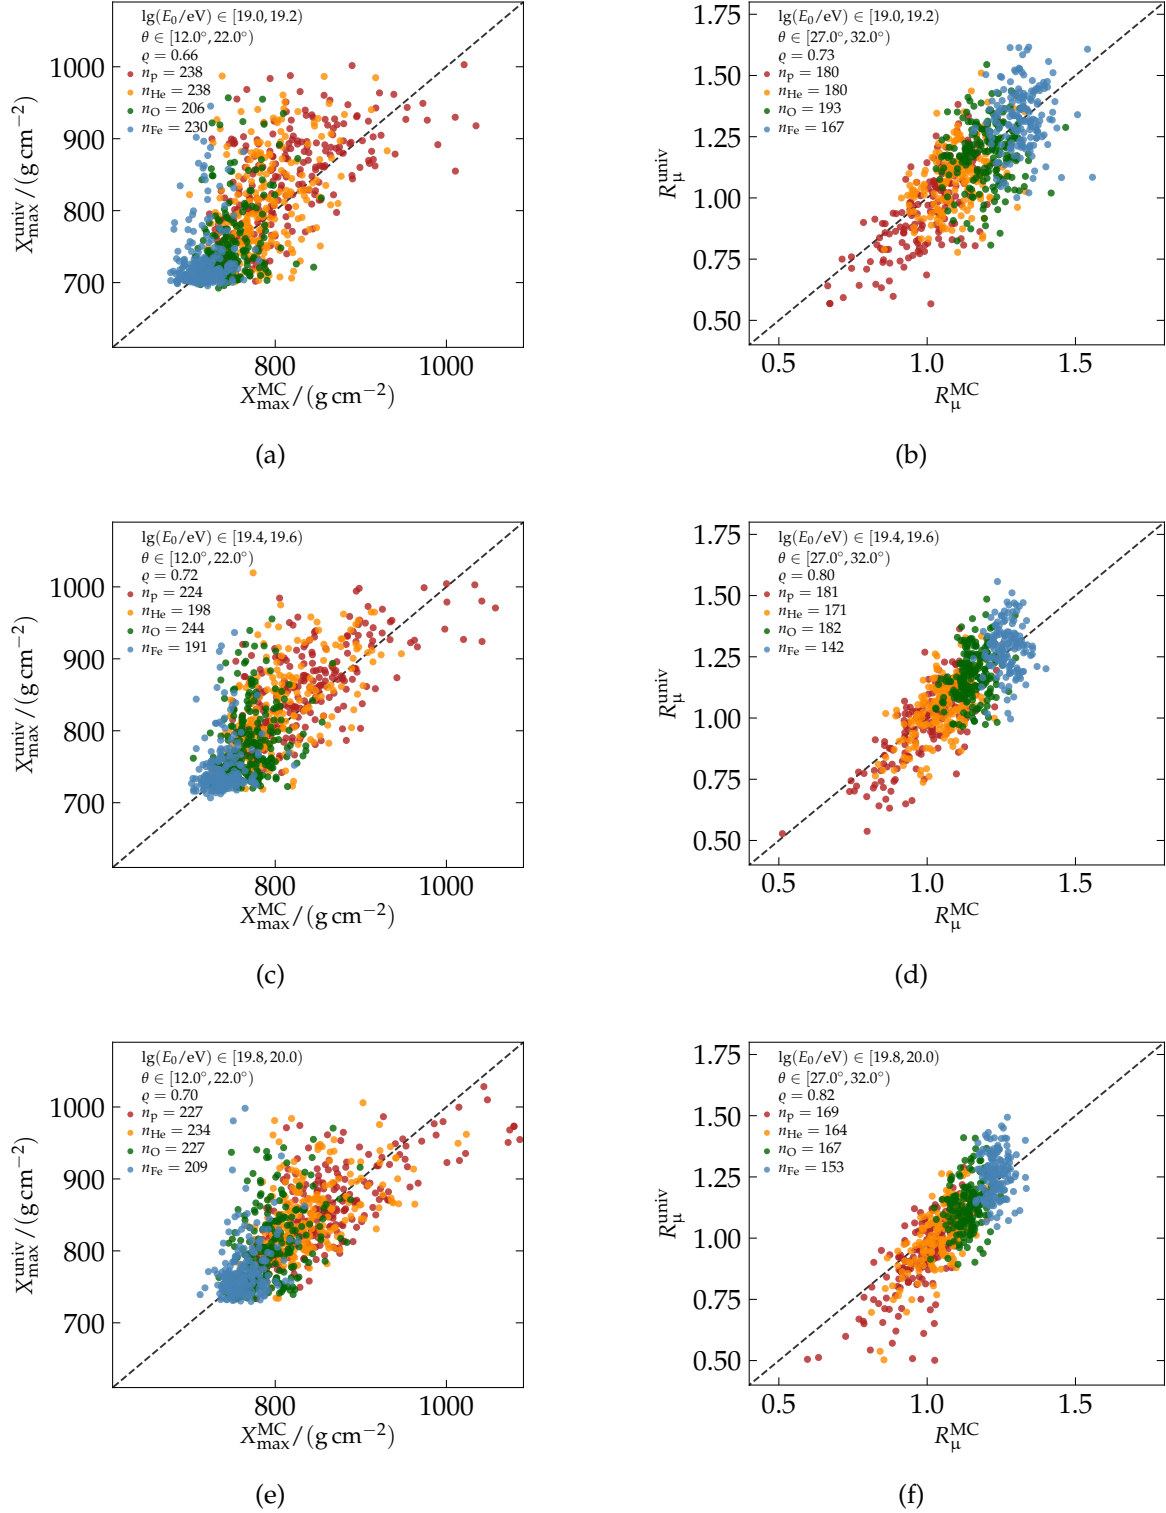 lg(E₀/eV) ∈ [19.0, 19.2)
θ ∈ [12.0°, 22.0°)
ϱ = 0.66
n_p = 238
n_He = 238
n_O = 206
n_Fe = 230
1000
900
800
700
X_max^univ/(g cm⁻²)
800 1000
X_max^MC/(g cm⁻²)
(a)
lg(E₀/eV) ∈ [19.0, 19.2)
θ ∈ [27.0°, 32.0°)
ϱ = 0.73
n_p = 180
n_He = 180
n_O = 193
n_Fe = 167
1.75
1.50
1.25
1.00
0.75
0.50
R_μ^univ
0.5 1.0 1.5
R_μ^MC
(b)
lg(E₀/eV) ∈ [19.4, 19.6)
θ ∈ [12.0°, 22.0°)
ϱ = 0.72
n_p = 224
n_He = 198
n_O = 244
n_Fe = 191
1000
900
800
700
X_max^univ/(g cm⁻²)
800 1000
X_max^MC/(g cm⁻²)
(c)
lg(E₀/eV) ∈ [19.4, 19.6)
θ ∈ [27.0°, 32.0°)
ϱ = 0.80
n_p = 181
n_He = 171
n_O = 182
n_Fe = 142
1.75
1.50
1.25
1.00
0.75
0.50
R_μ^univ
0.5 1.0 1.5
R_μ^MC
(d)
lg(E₀/eV) ∈ [19.8, 20.0)
θ ∈ [12.0°, 22.0°)
ϱ = 0.70
n_p = 227
n_He = 234
n_O = 227
n_Fe = 209
1000
900
800
700
X_max^univ/(g cm⁻²)
800 1000
X_max^MC/(g cm⁻²)
(e)
lg(E₀/eV) ∈ [19.8, 20.0)
θ ∈ [27.0°, 32.0°)
ϱ = 0.82
n_p = 169
n_He = 164
n_O = 167
n_Fe = 153
1.75
1.50
1.25
1.00
0.75
0.50
R_μ^univ
0.5 1.0 1.5
R_μ^MC
(f)